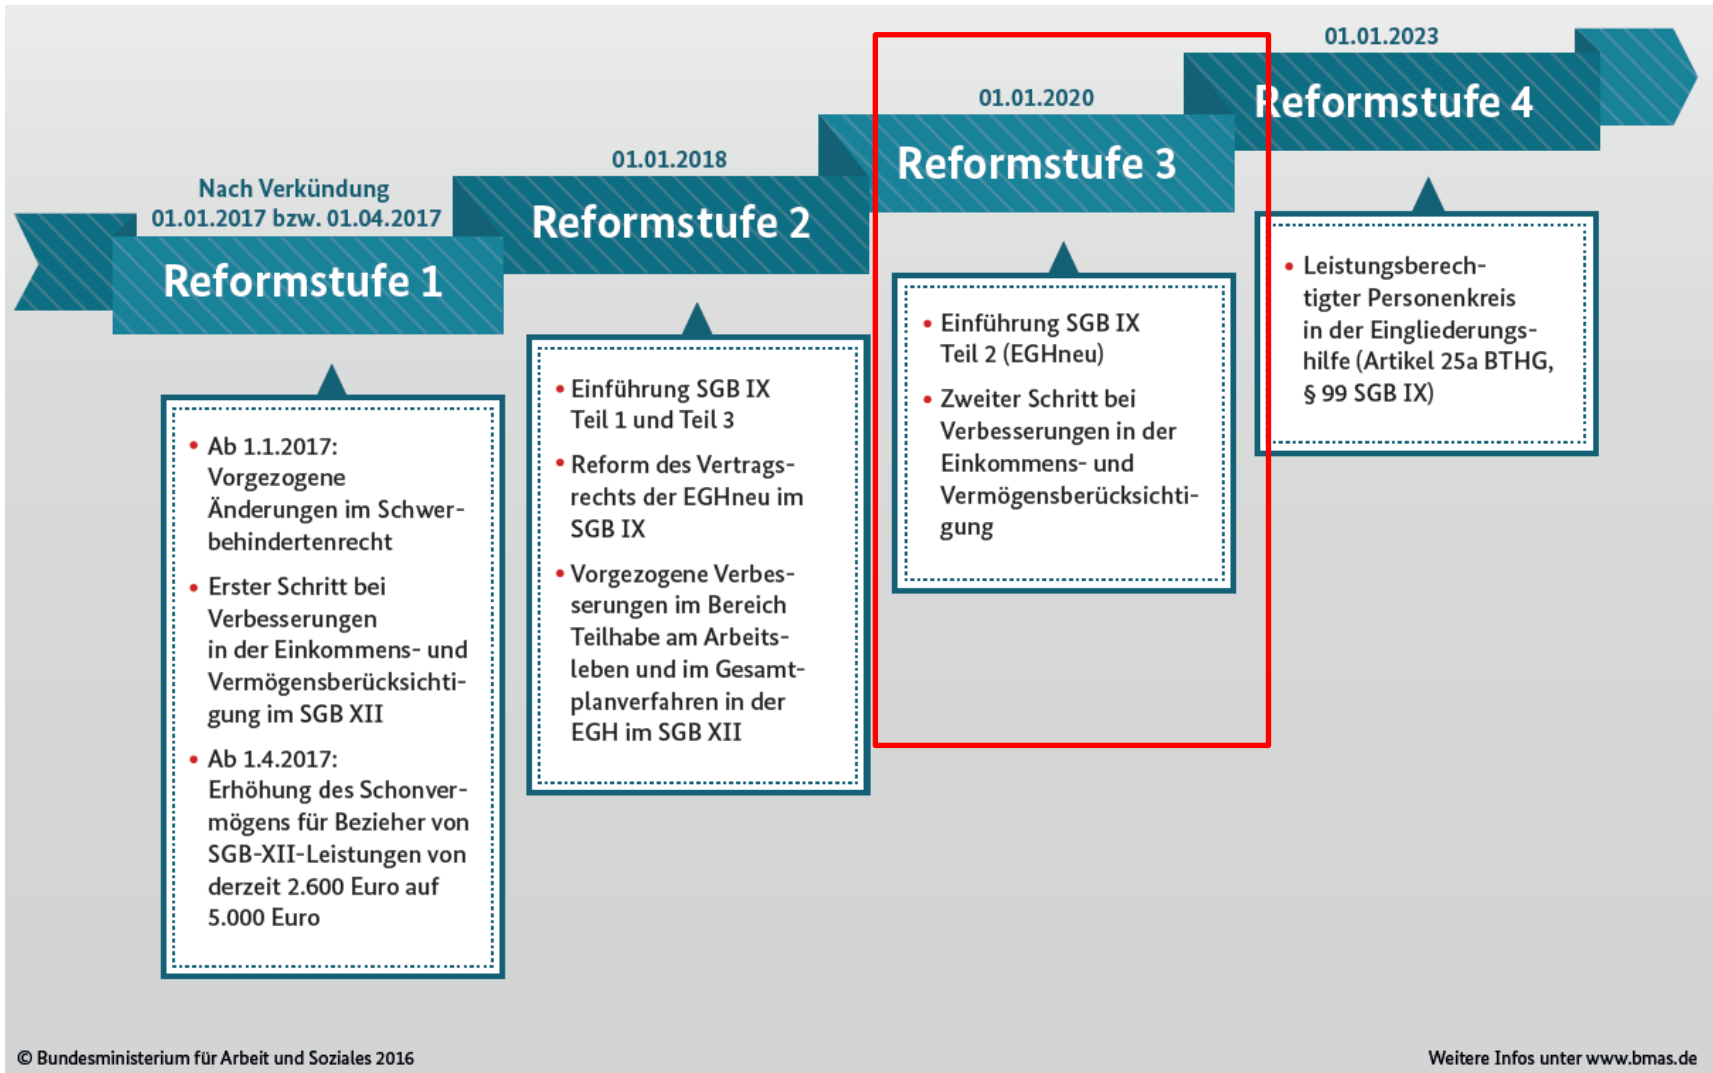 Nach Verkündung
01.01.2017 bzw. 01.04.2017
Reformstufe 1
• Ab 1.1.2017:
Vorgezogene
Änderungen im Schwer-
behindertenrecht
• Erster Schritt bei
Verbesserungen
in der Einkommens- und
Vermögensberücksichti-
gung im SGB XII
• Ab 1.4.2017:
Erhöhung des Schonver-
mögens für Bezieher von
SGB-XII-Leistungen von
derzeit 2.600 Euro auf
5.000 Euro
01.01.2018
Reformstufe 2
• Einführung SGB IX
Teil 1 und Teil 3
• Reform des Vertrags-
rechts der EGHneu im
SGB IX
• Vorgezogene Verbes-
serungen im Bereich
Teilhabe am Arbeits-
leben und im Gesamt-
planverfahren in der
EGH im SGB XII
01.01.2020
Reformstufe 3
• Einführung SGB IX
Teil 2 (EGHneu)
• Zweiter Schritt bei
Verbesserungen in der
Einkommens- und
Vermögensberücksichti-
gung
01.01.2023
Reformstufe 4
• Leistungsberech-
tigter Personenkreis
in der Eingliederungs-
hilfe (Artikel 25a BTHG,
§ 99 SGB IX)
© Bundesministerium für Arbeit und Soziales 2016
Weitere Infos unter www.bmas.de